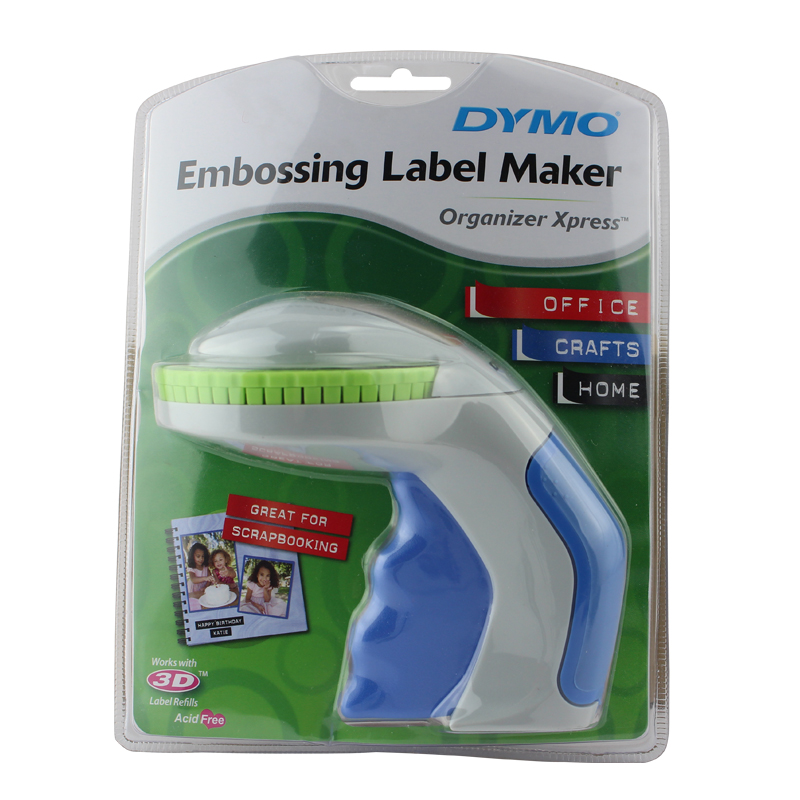 DYMO
Embossing Label Maker
Organizer Xpress™
OFFICE
CRAFTS
HOME
GREAT FOR
SCRAPBOOKING
HAPPY BIRTHDAY
KATIE
Works with
3D™
Label Refills
Acid Free